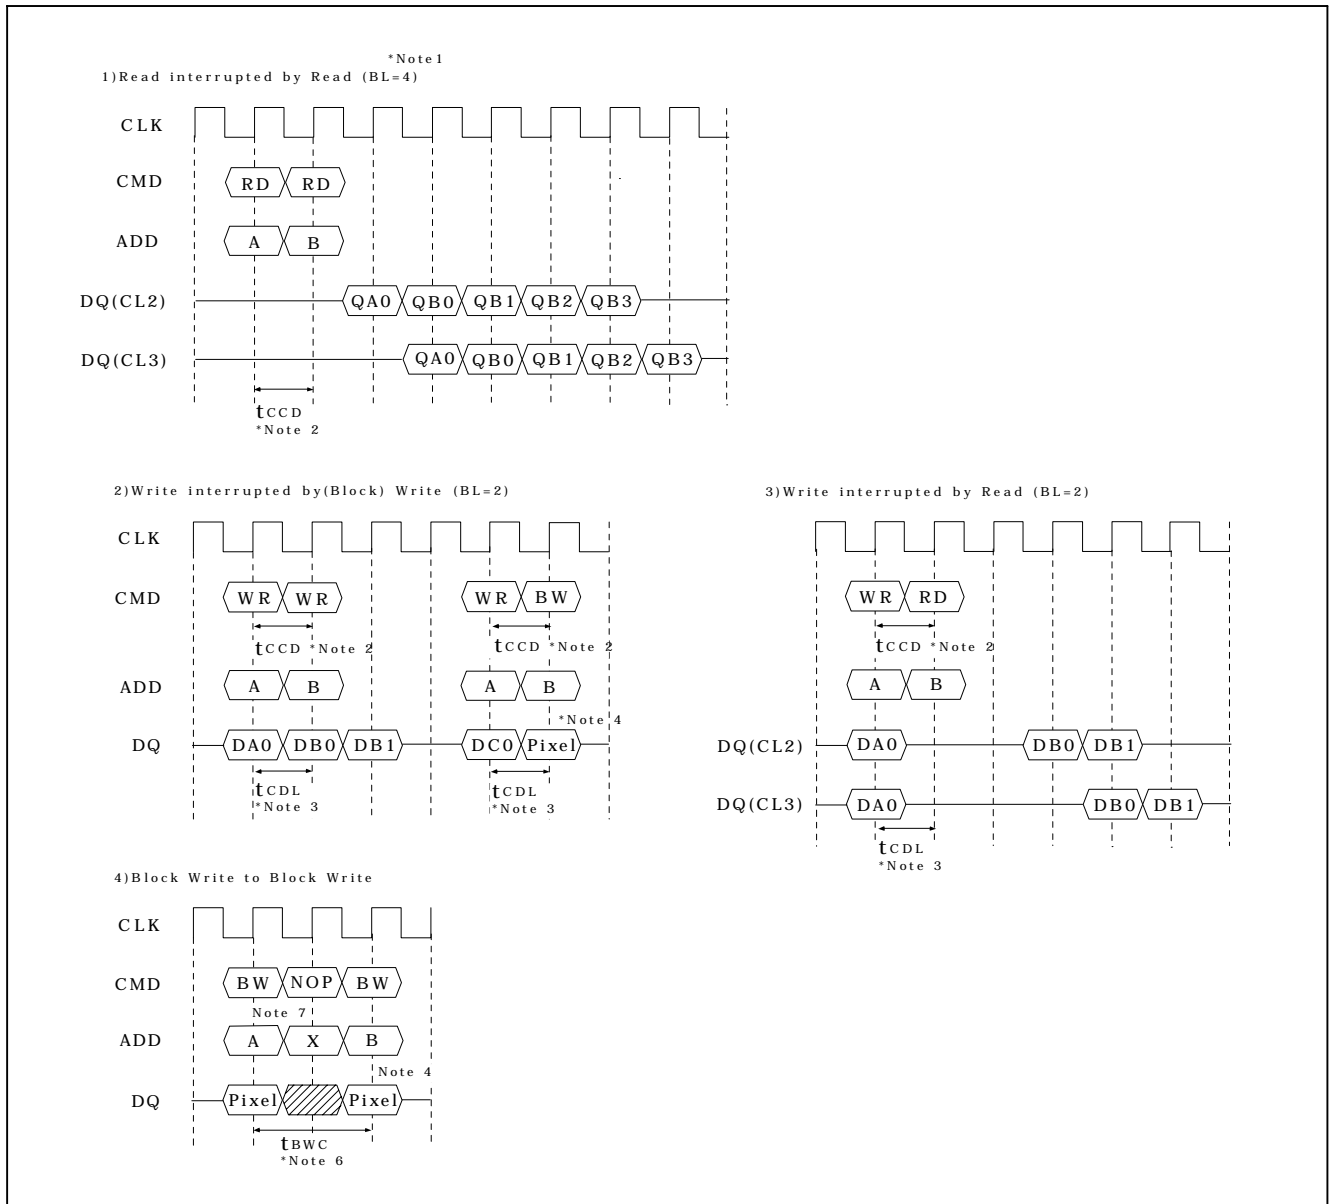 *Note1
1)Read interrupted by Read (BL=4)
CLK
CMD RD RD
ADD A B
DQ(CL2) QA0 QB0 QB1 QB2 QB3
DQ(CL3) QA0 QB0 QB1 QB2 QB3
tCCD
*Note 2
2)Write interrupted by(Block) Write (BL=2)
CLK
CMD WR WR WR BW
tCCD *Note 2 tCCD *Note 2
ADD A B A B
*Note 4
DQ DA0 DB0 DB1 DC0 Pixel
tCDL tCDL
*Note 3 *Note 3
3)Write interrupted by Read (BL=2)
WR RD
tCCD *Note 2
A B
DQ(CL2) DA0 DB0 DB1
DQ(CL3) DA0 DB0 DB1
tCDL
*Note 3
4)Block Write to Block Write
CLK
CMD BW NOP BW
Note 7
ADD A X B
Note 4
DQ Pixel Pixel
tBWC
*Note 6